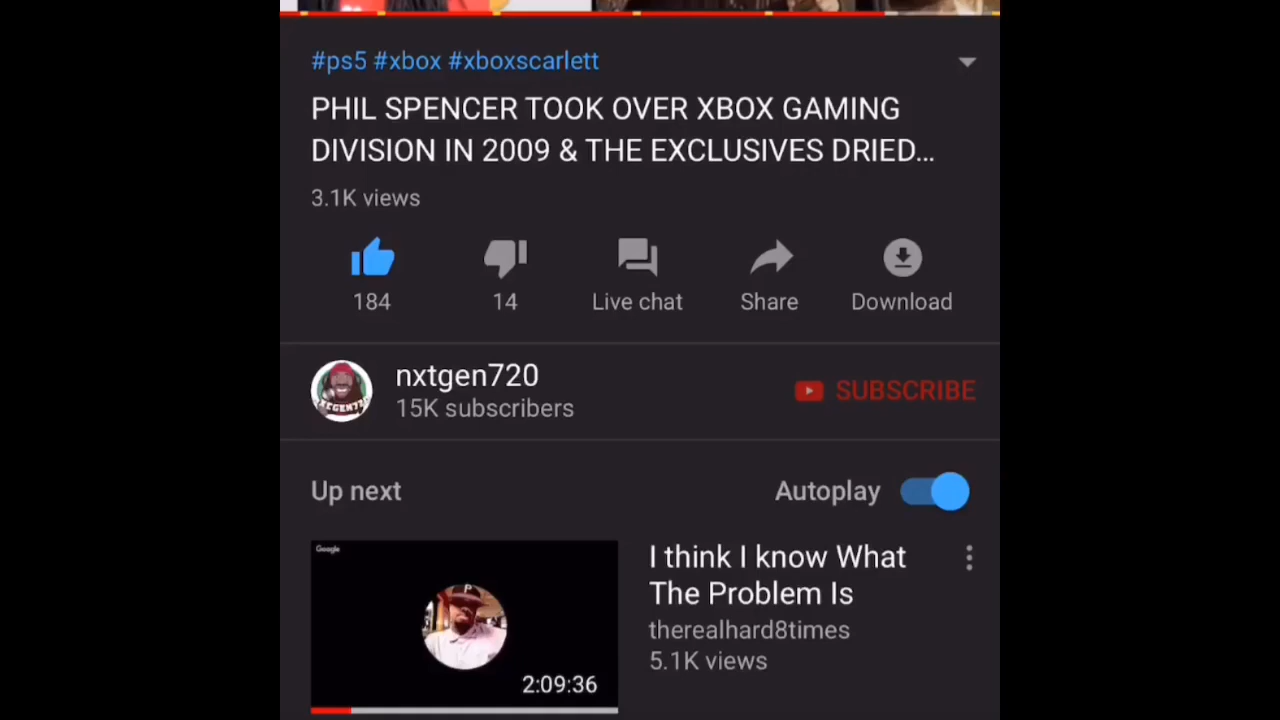 #ps5 #xbox #xboxscarlett
PHIL SPENCER TOOK OVER XBOX GAMING
DIVISION IN 2009 & THE EXCLUSIVES DRIED...
3.1K views
184
14
Live chat
Share
Download
nxtgen720
15K subscribers
SUBSCRIBE
Up next
Autoplay
Google
2:09:36
I think I know What
The Problem Is
therealhard8times
5.1K views